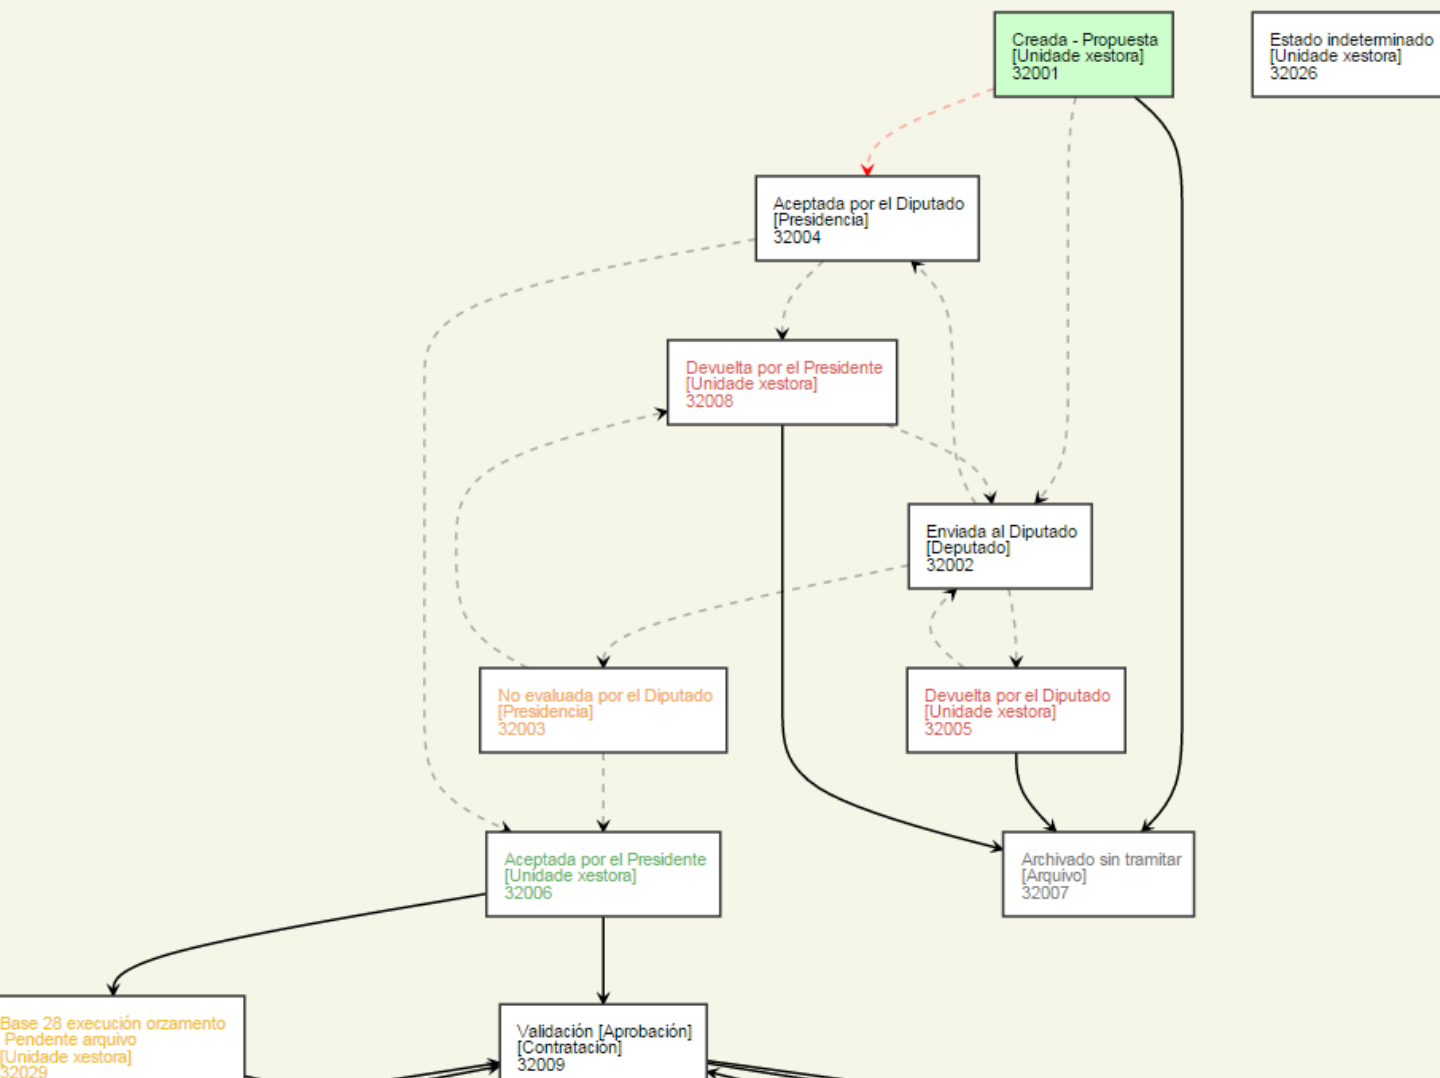 Creada - Propuesta
[Unidade xestora]
32001
Estado indeterminado
[Unidade xestora]
32026
Aceptada por el Diputado
[Presidencia]
32004
Devuelta por el Presidente
[Unidade xestora]
32008
Enviada al Diputado
[Deputado]
32002
No evaluada por el Diputado
[Presidencia]
32003
Devuelta por el Diputado
[Unidade xestora]
32005
Aceptada por el Presidente
[Unidade xestora]
32006
Archivado sin tramitar
[Arquivo]
32007
Base 28 execución orzamento
Pendente arquivo
[Unidade xestora]
32029
Validación [Aprobación]
[Contratación]
32009